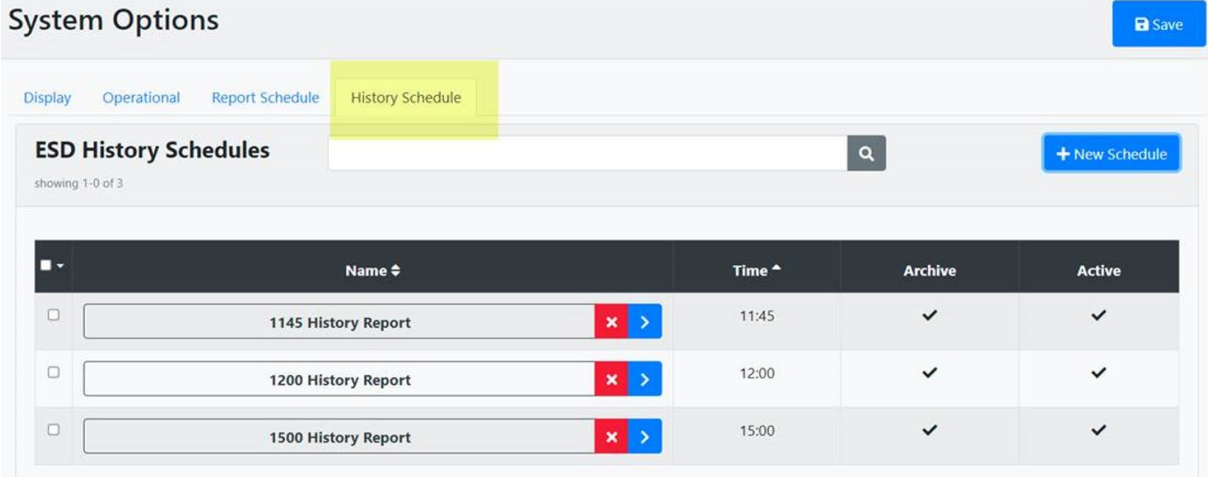 System Options
Save
Display Operational Report Schedule History Schedule
ESD History Schedules
New Schedule
showing 1-0 of 3
Name Time Archive Active
1145 History Report 11:45
1200 History Report 12:00
1500 History Report 15:00